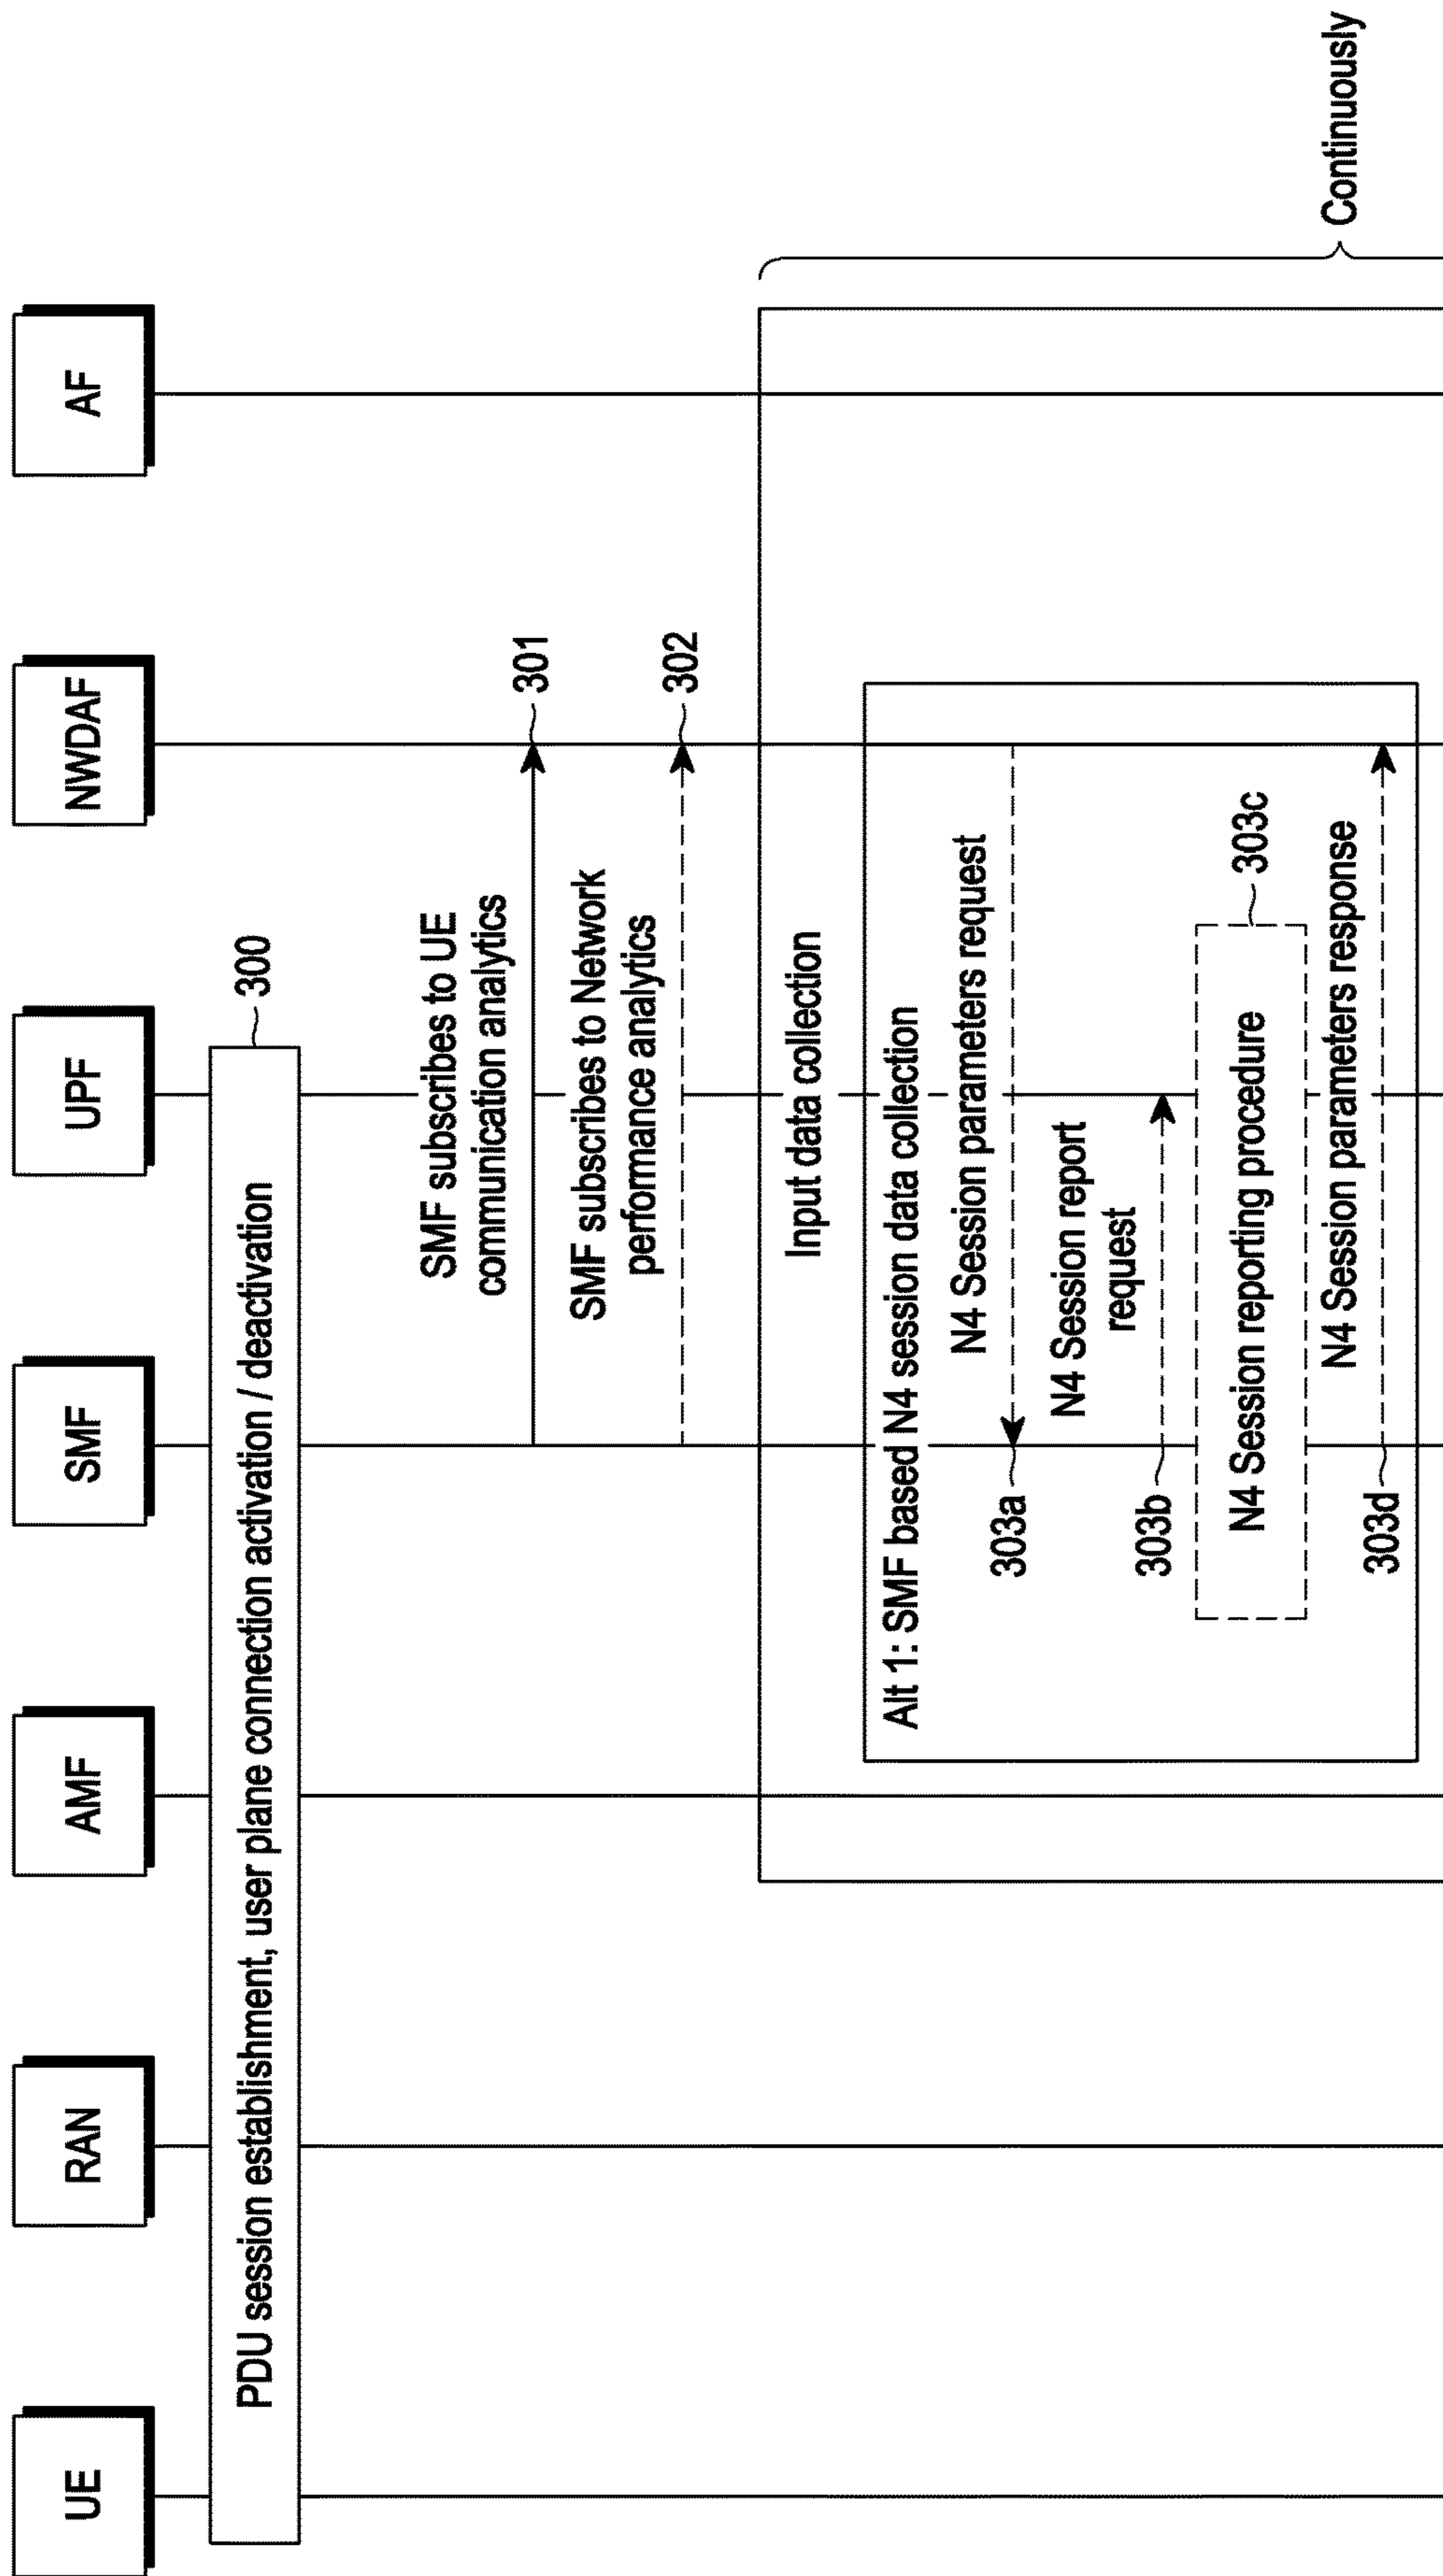 UE
RAN
AMF
SMF
UPF
NWDAF
AF
PDU session establishment, user plane connection activation / deactivation
300
SMF subscribes to UE
communication analytics
301
SMF subscribes to Network
performance analytics
302
Input data collection
Alt 1: SMF based N4 session data collection
N4 Session parameters request
303a
N4 Session report
request
303b
N4 Session reporting procedure
303c
N4 Session parameters response
303d
Continuously